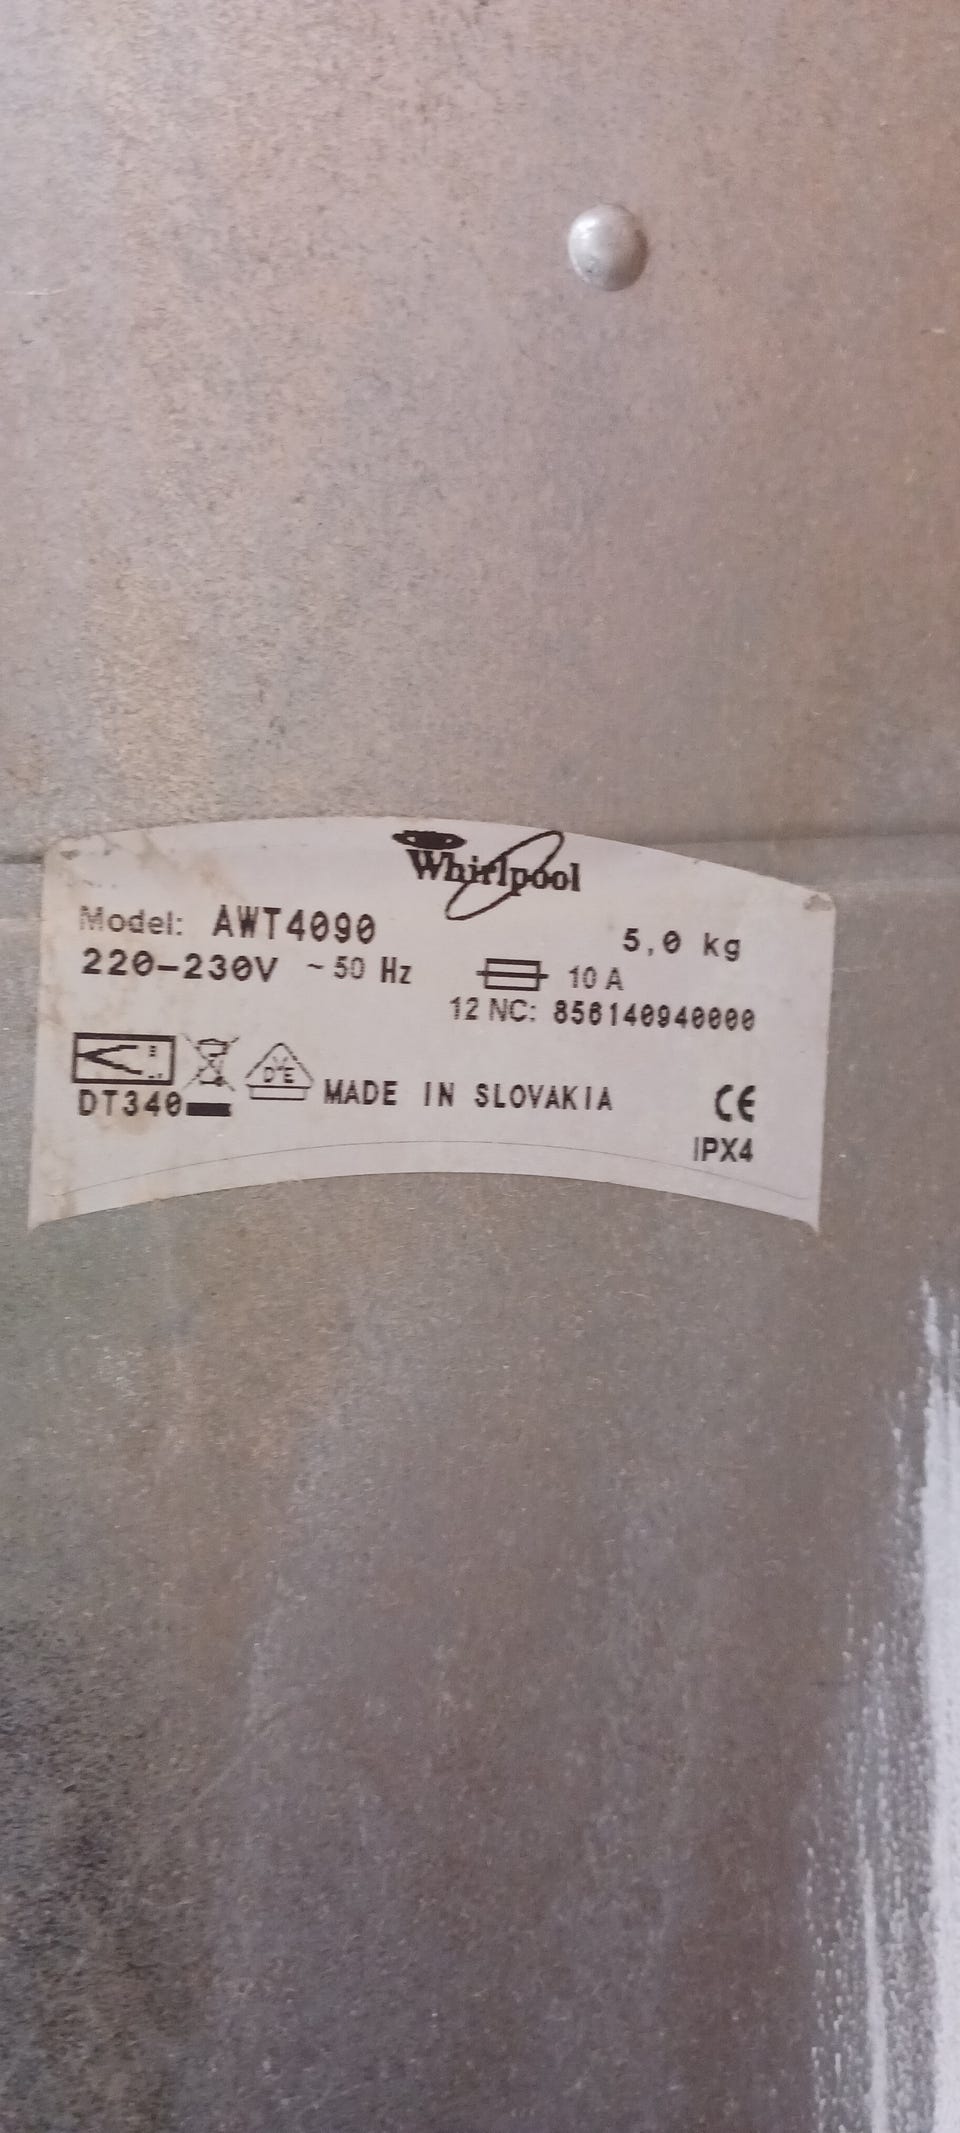 Whirlpool
Model: AWT4090
5,0 kg
220-230V ~ 50 Hz
10 A
12 NC: 856140940000
DVE
DT340
MADE IN SLOVAKIA
CE
IPX4